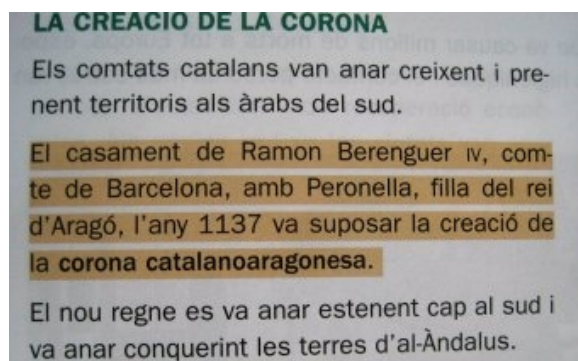 LA CREACIÓ DE LA CORONA
Els comtats catalans van anar creixent i pre-
nent territoris als àrabs del sud.
El casament de Ramon Berenguer IV, com-
te de Barcelona, amb Peronella, filla del rei
d'Aragó, l'any 1137 va suposar la creació de
la corona catalanoaragonesa.
El nou regne es va anar estenent cap al sud i
va anar conquerint les terres d'al-Àndalus.